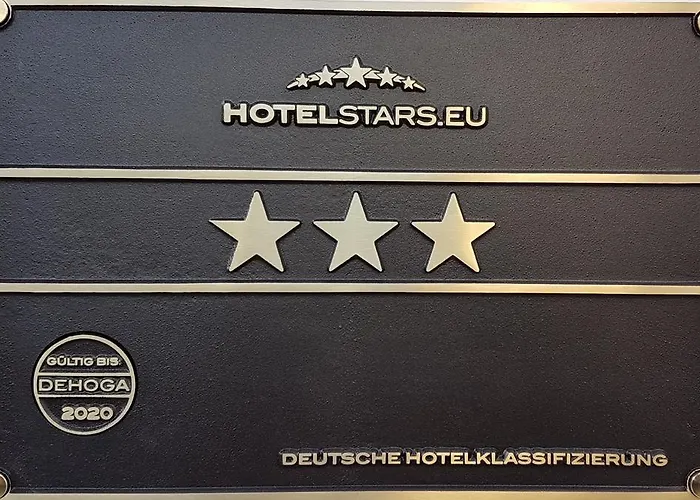 HOTELSTARS.EU
GÜLTIG BIS:
DEHOGA
2020
DEUTSCHE HOTELKLASSIFIZIERUNG